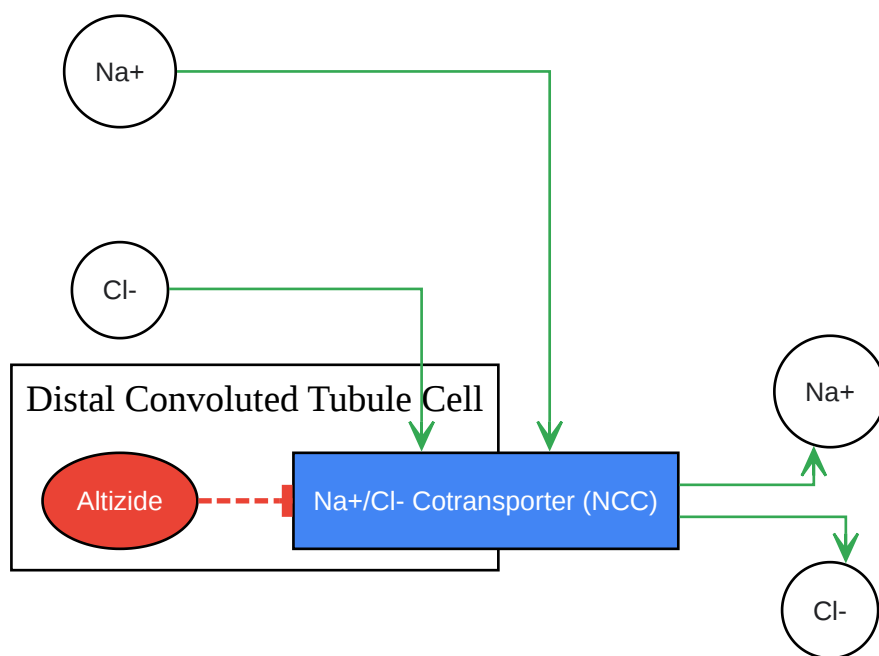 Na+
Cl-
Distal Convoluted Tubule Cell
Na+
Altizide
Na+/Cl- Cotransporter (NCC)
Cl-